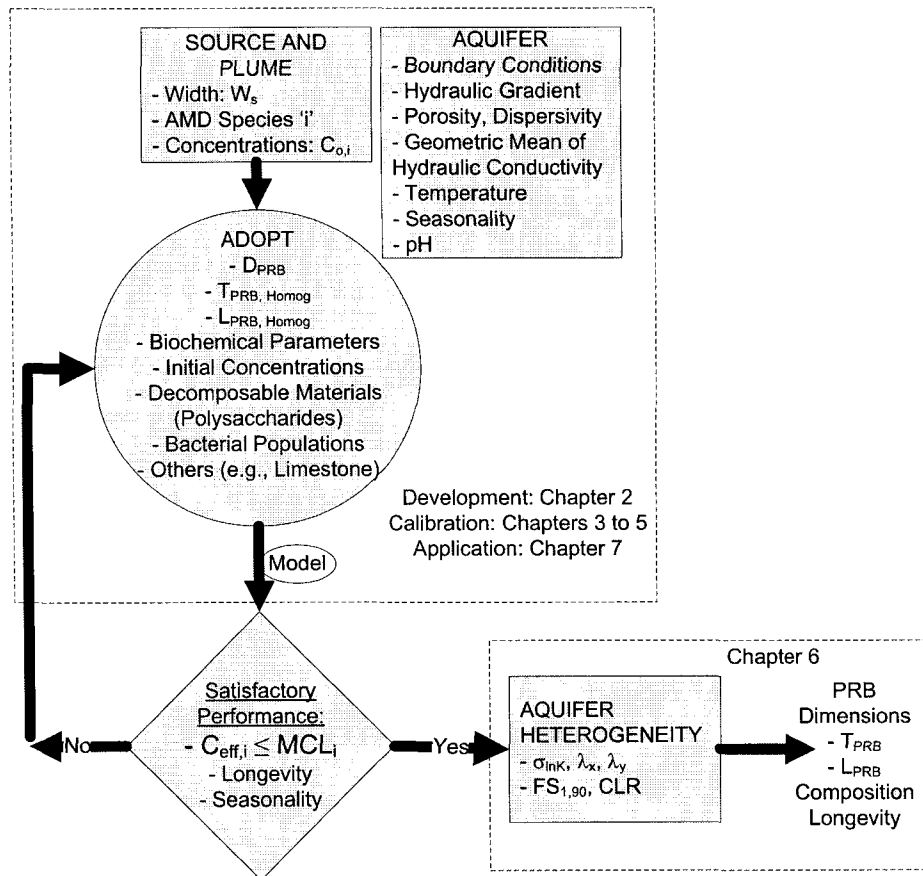 SOURCE AND
PLUME
- Width: Ws
- AMD Species 'i'
- Concentrations: Co,i
AQUIFER
- Boundary Conditions
- Hydraulic Gradient
- Porosity, Dispersivity
- Geometric Mean of
Hydraulic Conductivity
- Temperature
- Seasonality
- pH
ADOPT
- DPRB
- TPRB, Homog
- LPRB, Homog
- Biochemical Parameters
- Initial Concentrations
- Decomposable Materials
(Polysaccharides)
- Bacterial Populations
- Others (e.g., Limestone)
Development: Chapter 2
Calibration: Chapters 3 to 5
Application: Chapter 7
Model
Satisfactory
Performance:
- Ceff,i ≤ MCLi
- Longevity
- Seasonality
No
Yes
Chapter 6
AQUIFER
HETEROGENEITY
- σlnK, λx, λy
- FS1,90, CLR
PRB
Dimensions
- TPRB
- LPRB
Composition
Longevity